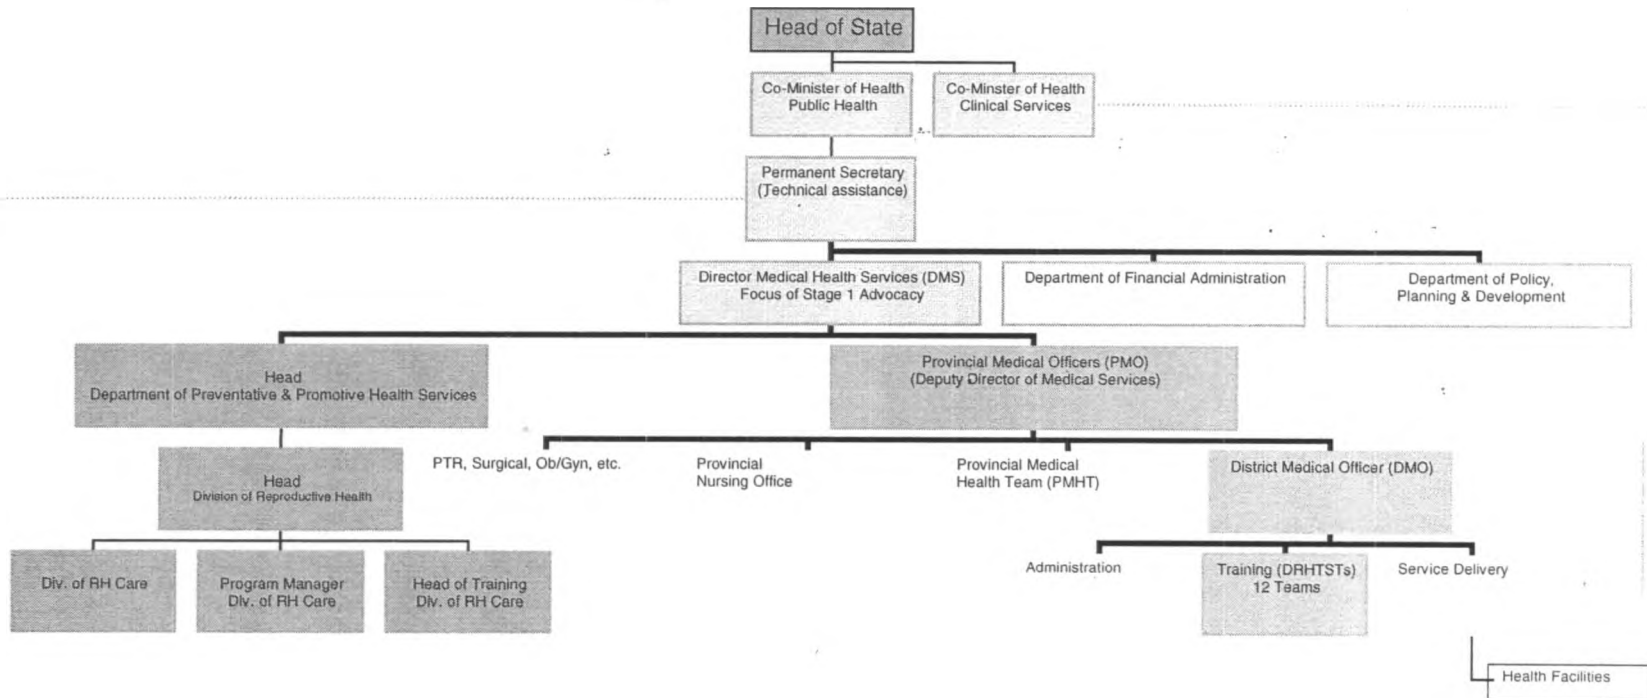 Head of State
Co-Minister of Health
Public Health
Co-Minster of Health
Clinical Services
Permanent Secretary
(Technical assistance)
Director Medical Health Services (DMS)
Focus of Stage 1 Advocacy
Department of Financial Administration
Department of Policy,
Planning & Development
Head
Department of Preventative & Promotive Health Services
Provincial Medical Officers (PMO)
(Deputy Director of Medical Services)
PTR, Surgical, Ob/Gyn, etc.
Provincial
Nursing Office
Provincial Medical
Health Team (PMHT)
District Medical Officer (DMO)
Head
Division of Reproductive Health
Div. of RH Care
Program Manager
Div. of RH Care
Head of Training
Div. of RH Care
Administration
Training (DRHTSTs)
12 Teams
Service Delivery
Health Facilities